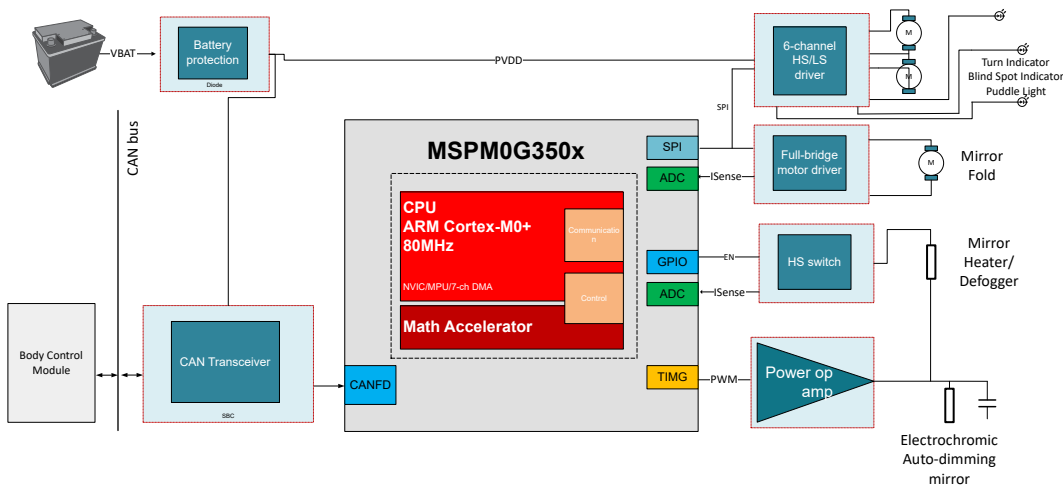 VBAT
Battery
protection
Diode
PVDD
6-channel
HS/LS
driver
M
M
Turn Indicator
Blind Spot Indicator
Puddle Light
SPI
CAN bus
MSPM0G350x
SPI
ADC
ISense
Full-bridge
motor driver
M
Mirror
Fold
CPU
ARM Cortex-M0+
80MHz
Communicatio
n
NVIC/MPU/7-ch DMA
Control
Math Accelerator
GPIO
EN
ADC
ISense
HS switch
Mirror
Heater/
Defogger
Body Control
Module
CAN Transceiver
SBC
CANFD
TIMG
PWM
Power op
amp
Electrochromic
Auto-dimming
mirror